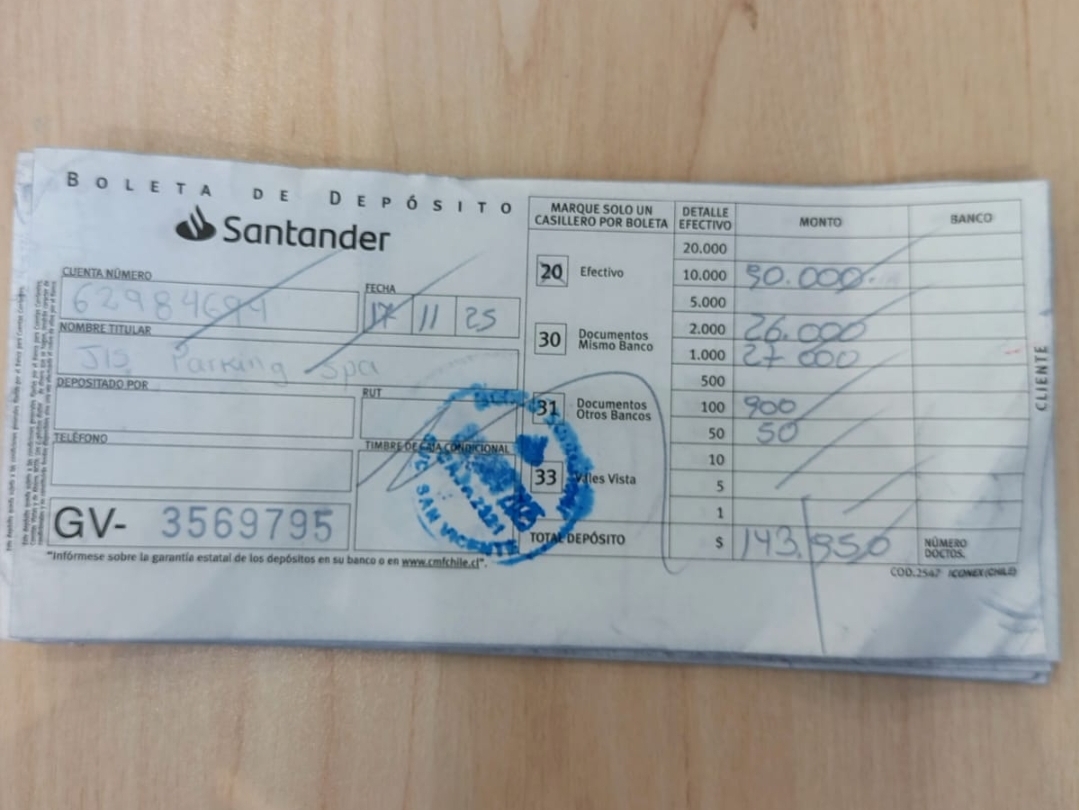 BOLETA DE DEPÓSITO
Santander
CUENTA NÚMERO
62984694
FECHA
17 11 25
NOMBRE TITULAR
JIS Parking Spa
DEPOSITADO POR
RUT
TELÉFONO
TIMBRE DE CAJA CONDICIONAL
GV- 3569795
"Infórmese sobre la garantía estatal de los depósitos en su banco o en www.cmfchile.cl".
MARQUE SOLO UN
CASILLERO POR BOLETA
20 Efectivo
30 Documentos
Mismo Banco
31 Documentos
Otros Bancos
33 Vales Vista
TOTAL DEPÓSITO
DETALLE
EFECTIVO
MONTO
BANCO
20.000
10.000 90.000.
5.000
2.000 26.000
1.000 27 000
500
100 900
50 50
10
5
1
$ 143.950
NÚMERO
DOCTOS.
COD.2547 ICONEX(CHILE)
CLIENTE
SAN VICENTE